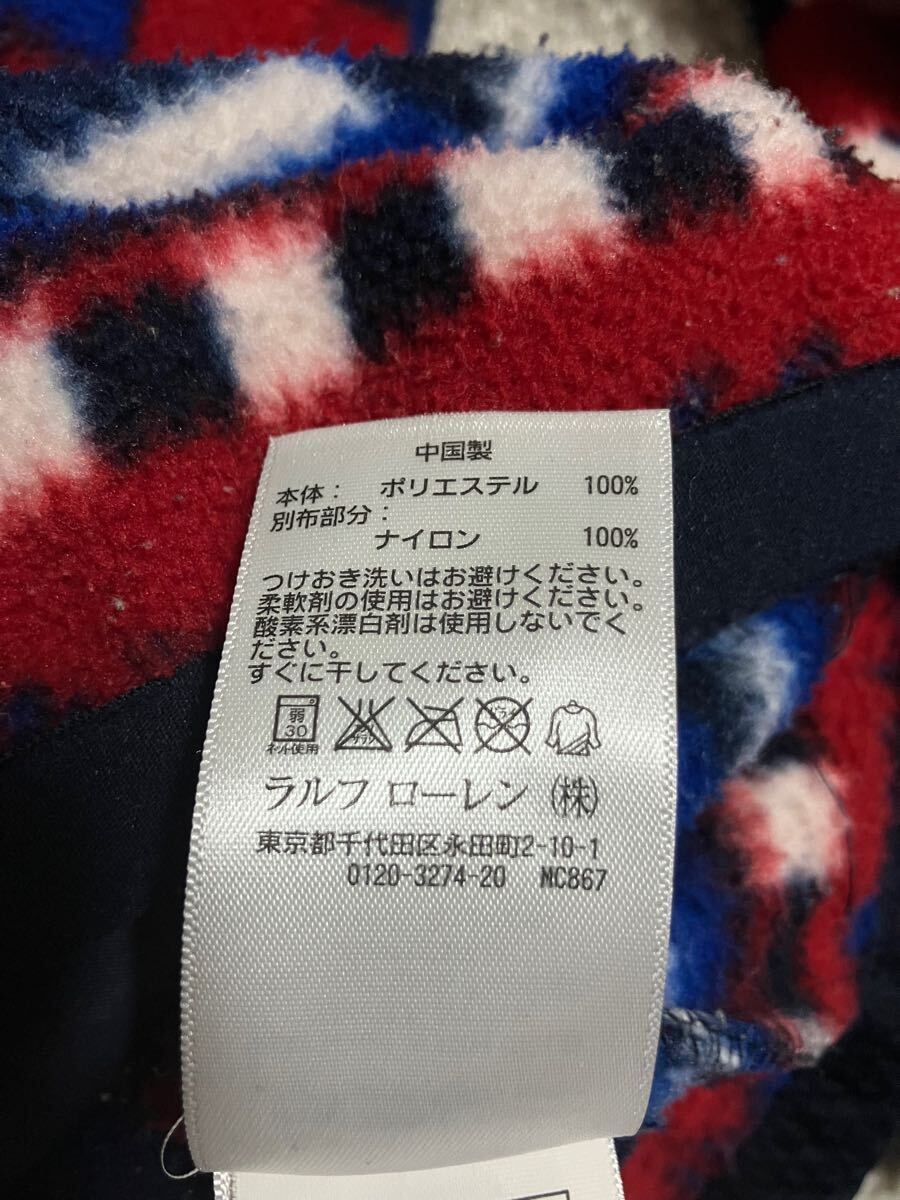 中国製
本体： ポリエステル 100%
別布部分：
ナイロン 100%
つけおき洗いはお避けください。
柔軟剤の使用はお避けください。
酸素系漂白剤は使用しないでく
ださい。
すぐに干してください。
弱
30
ネット使用
ラルフ ローレン （株）
東京都千代田区永田町2-10-1
0120-3274-20 MC867